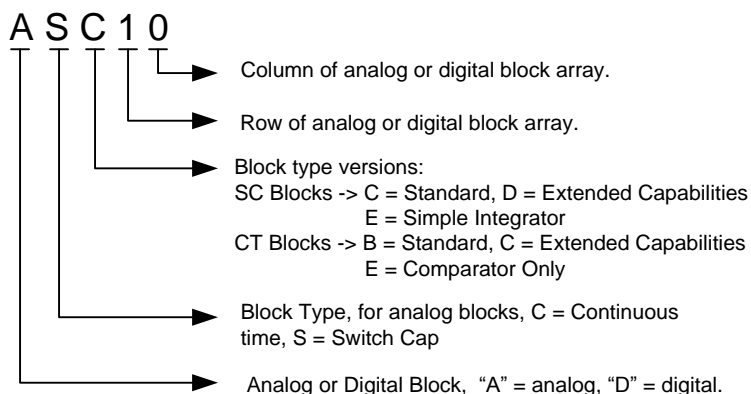 A S C 1 0
Column of analog or digital block array.
Row of analog or digital block array.
Block type versions:
SC Blocks -> C = Standard, D = Extended Capabilities
E = Simple Integrator
CT Blocks -> B = Standard, C = Extended Capabilities
E = Comparator Only
Block Type, for analog blocks, C = Continuous
time, S = Switch Cap
Analog or Digital Block, “A” = analog, “D” = digital.